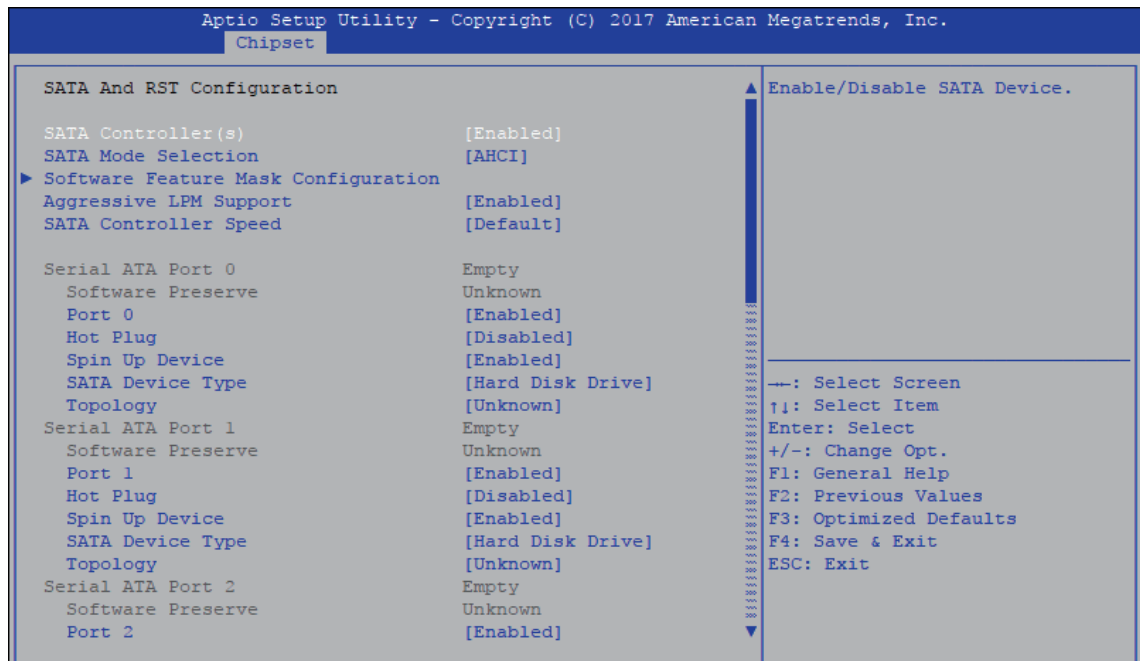 Aptio Setup Utility - Copyright (C) 2017 American Megatrends, Inc.
Chipset
SATA And RST Configuration
SATA Controller(s) [Enabled]
SATA Mode Selection [AHCI]
► Software Feature Mask Configuration
Aggressive LPM Support [Enabled]
SATA Controller Speed [Default]
Serial ATA Port 0 Empty
Software Preserve Unknown
Port 0 [Enabled]
Hot Plug [Disabled]
Spin Up Device [Enabled]
SATA Device Type [Hard Disk Drive]
Topology [Unknown]
Serial ATA Port 1 Empty
Software Preserve Unknown
Port 1 [Enabled]
Hot Plug [Disabled]
Spin Up Device [Enabled]
SATA Device Type [Hard Disk Drive]
Topology [Unknown]
Serial ATA Port 2 Empty
Software Preserve Unknown
Port 2 [Enabled]
Enable/Disable SATA Device.
→←: Select Screen
↑↓: Select Item
Enter: Select
+/-: Change Opt.
F1: General Help
F2: Previous Values
F3: Optimized Defaults
F4: Save & Exit
ESC: Exit